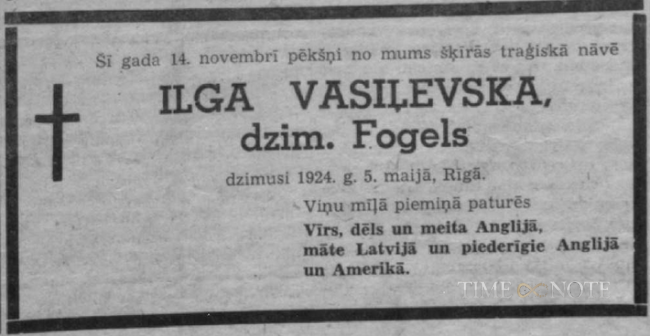 Šī gada 14. novembrī pēkšņi no mums šķirās traģiskā nāvē
ILGA VASIĻEVSKA,
dzim. Fogels
dzimusi 1924. g. 5. maijā, Rīgā.
Viņu mīļā piemiņā paturēs
Vīrs, dēls un meita Anglijā,
māte Latvijā un piederīgie Anglijā
un Amerikā.
TIME NOTE